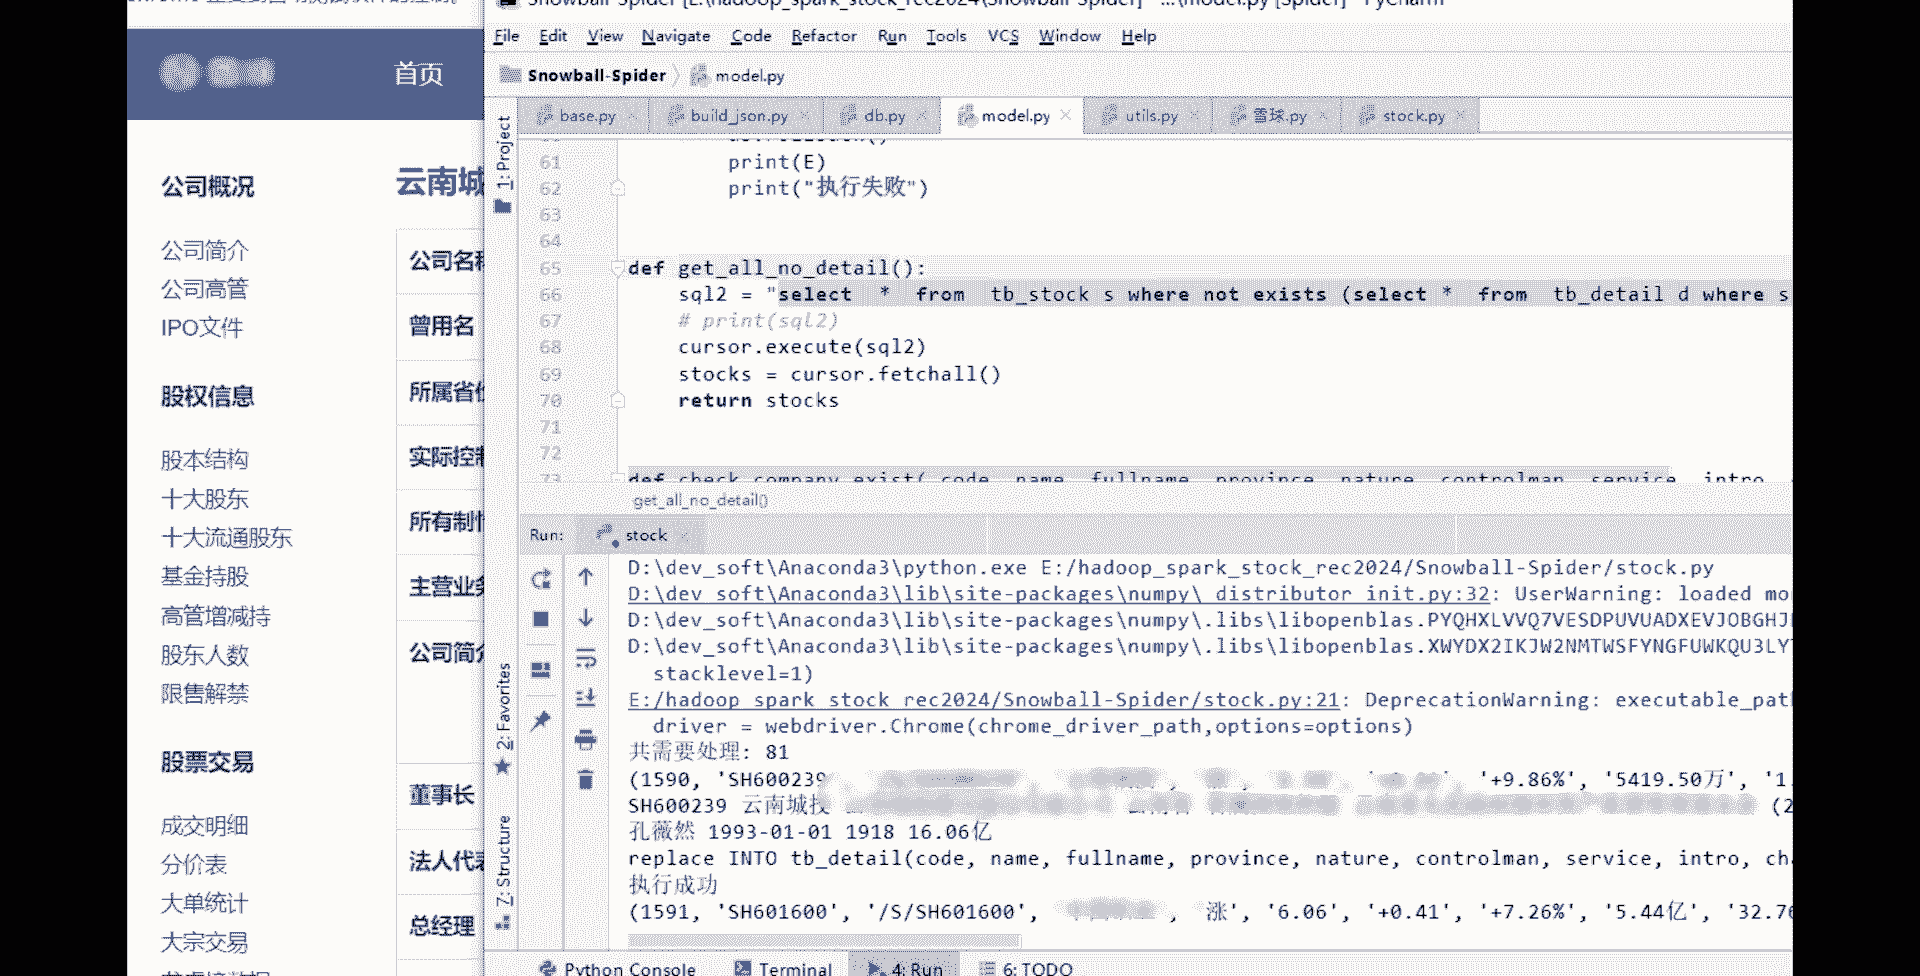 首页
公司概况
公司简介
公司高管
IPO文件
股权信息
股本结构
十大股东
十大流通股东
基金持股
高管增减持
股东人数
限售解禁
股票交易
成交明细
分价表
大单统计
大宗交易
云南城
公司名称
曾用名
所属省份
实际控制
所有制性
主营业务
公司简介
董事长
法人代表
总经理
File Edit View Navigate Code Refactor Run Tools VCS Window Help
Snowball-Spider model.py
base.py build_json.py db.py model.py utils.py 雪球.py stock.py
1: Project
61 print(E)
62 print("执行失败")
63
64
65 def get_all_no_detail():
66 sql2 = "select * from tb_stock s where not exists (select * from tb_detail d where s
67 # print(sql2)
68 cursor.execute(sql2)
69 stocks = cursor.fetchall()
70 return stocks
71
72
73 def check_company_exist( code, name, fullname, province, nature, controlman, service, intro,
get_all_no_detail()
Run: stock
D:\dev_soft\Anaconda3\python.exe E:/hadoop_spark_stock_rec2024/Snowball-Spider/stock.py
D:\dev_soft\Anaconda3\lib\site-packages\numpy\_distributor_init.py:32: UserWarning: loaded mo
D:\dev_soft\Anaconda3\lib\site-packages\numpy\.libs\libopenblas.PYQHXLVVQ7VESDPUVUADXEVJOBGHJ
D:\dev_soft\Anaconda3\lib\site-packages\numpy\.libs\libopenblas.XWYDX2IKJW2NMTWSFYNGFUWKQU3LY
stacklevel=1)
E:/hadoop_spark_stock_rec2024/Snowball-Spider/stock.py:21: DeprecationWarning: executable_pat
driver = webdriver.Chrome(chrome_driver_path,options=options)
共需要处理: 81
(1590, 'SH600239 '+9.86%', '5419.50万', '1.
SH600239 云南城投 (2
孔薇然 1993-01-01 1918 16.06亿
replace INTO tb_detail(code, name, fullname, province, nature, controlman, service, intro, ch
执行成功
(1591, 'SH601600', '/S/SH601600', , 涨', '6.06', '+0.41', '+7.26%', '5.44亿', '32.7
2: Favorites
7: Structure
Python Console Terminal 4: Run 6: TODO